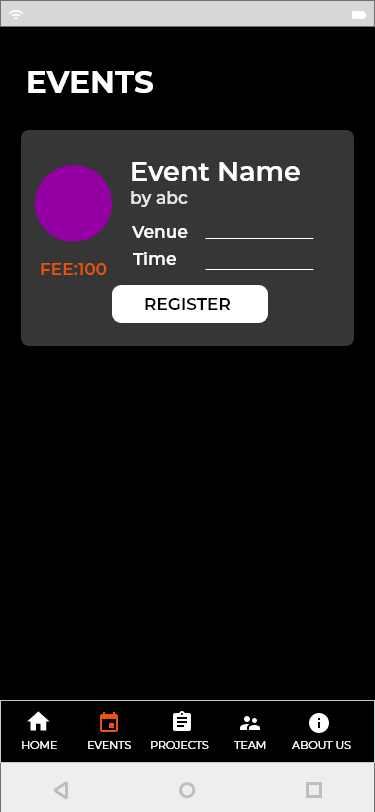 EVENTS
Event Name
by abc
Venue
Time
FEE:100
REGISTER
HOME EVENTS PROJECTS TEAM ABOUT US